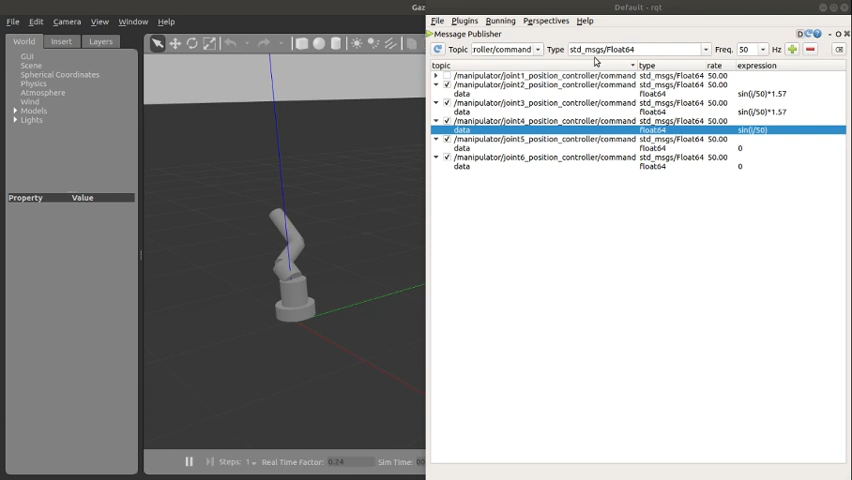 Gaz
Default - rqt
File Edit Camera View Window Help
File Plugins Running Perspectives Help
World Insert Layers
Message Publisher
D
Topic roller/command Type std_msgs/Float64 Freq. 50 Hz
GUI
Scene
Spherical Coordinates
Physics
Atmosphere
Wind
Models
Lights
Property Value
topic type rate expression
/manipulator/joint1_position_controller/command std_msgs/Float64 50.00
/manipulator/joint2_position_controller/command std_msgs/Float64 50.00
data float64 sin(i/50)*1.57
/manipulator/joint3_position_controller/command std_msgs/Float64 50.00
data float64 sin(i/50)*1.57
/manipulator/joint4_position_controller/command std_msgs/Float64 50.00
data float64 sin(i/50)
/manipulator/joint5_position_controller/command std_msgs/Float64 50.00
data float64 0
/manipulator/joint6_position_controller/command std_msgs/Float64 50.00
data float64 0
Steps: 1 Real Time Factor: 0.24 Sim Time: 00